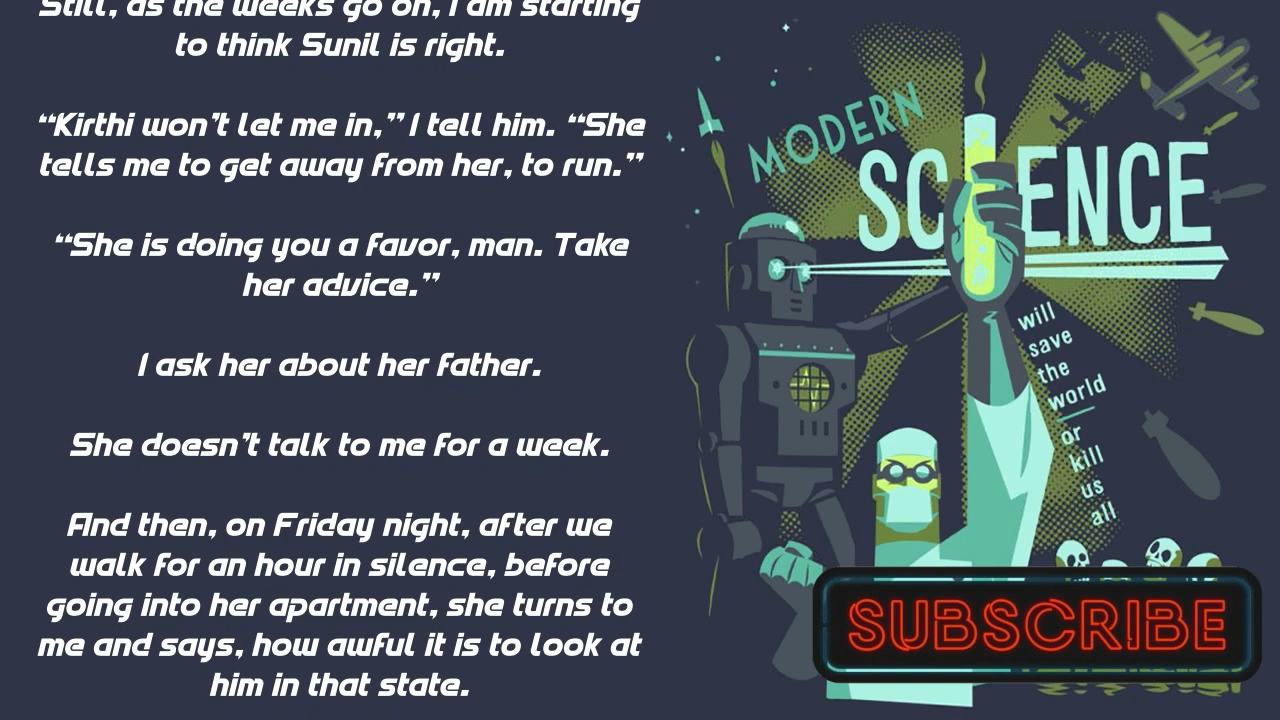 Still, as the weeks go on, I am starting
to think Sunil is right.
“Kirthi won’t let me in,” I tell him. “She
tells me to get away from her, to run.”
“She is doing you a favor, man. Take
her advice.”
I ask her about her father.
She doesn’t talk to me for a week.
And then, on Friday night, after we
walk for an hour in silence, before
going into her apartment, she turns to
me and says, how awful it is to look at
him in that state.
MODERN
SCIENCE
will
save
the
world
or
kill
us
all
SUBSCRIBE